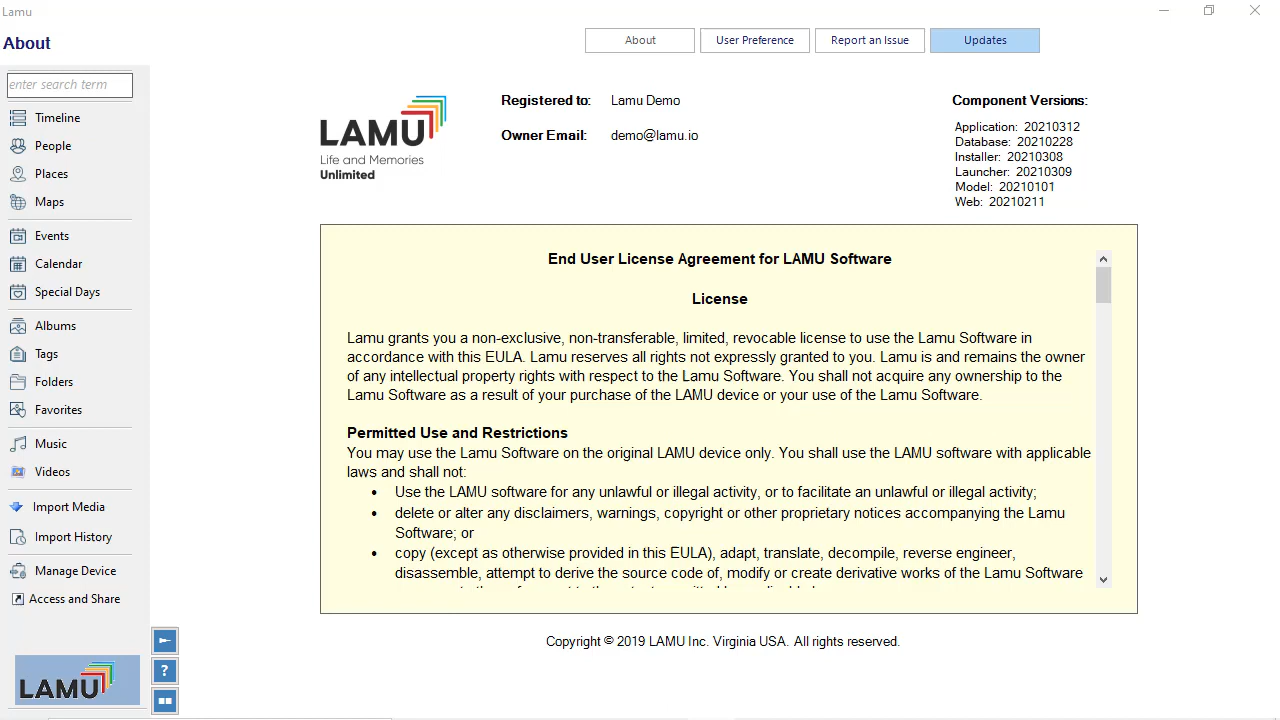 Lamu
About
About
User Preference
Report an Issue
Updates
enter search term
Timeline
People
Places
Maps
Events
Calendar
Special Days
Albums
Tags
Folders
Favorites
Music
Videos
Import Media
Import History
Manage Device
Access and Share
LAMU
?
LAMU
Life and Memories
Unlimited
Registered to: Lamu Demo
Owner Email: demo@lamu.io
Component Versions:
Application: 20210312
Database: 20210228
Installer: 20210308
Launcher: 20210309
Model: 20210101
Web: 20210211
End User License Agreement for LAMU Software
License
Lamu grants you a non-exclusive, non-transferable, limited, revocable license to use the Lamu Software in
accordance with this EULA. Lamu reserves all rights not expressly granted to you. Lamu is and remains the owner
of any intellectual property rights with respect to the Lamu Software. You shall not acquire any ownership to the
Lamu Software as a result of your purchase of the LAMU device or your use of the Lamu Software.
Permitted Use and Restrictions
You may use the Lamu Software on the original LAMU device only. You shall use the LAMU software with applicable
laws and shall not:
• Use the LAMU software for any unlawful or illegal activity, or to facilitate an unlawful or illegal activity;
• delete or alter any disclaimers, warnings, copyright or other proprietary notices accompanying the Lamu
Software; or
• copy (except as otherwise provided in this EULA), adapt, translate, decompile, reverse engineer,
disassemble, attempt to derive the source code of, modify or create derivative works of the Lamu Software
Copyright © 2019 LAMU Inc. Virginia USA. All rights reserved.